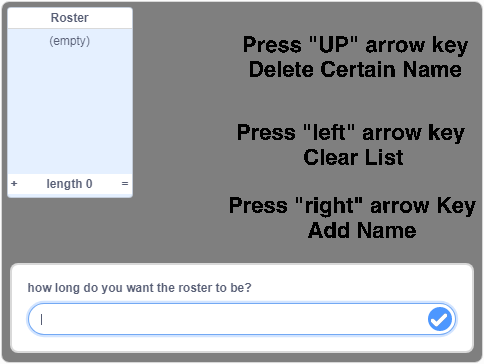 Roster
(empty)
+ length 0 =
Press "UP" arrow key
Delete Certain Name
Press "left" arrow key
Clear List
Press "right" arrow Key
Add Name
how long do you want the roster to be?